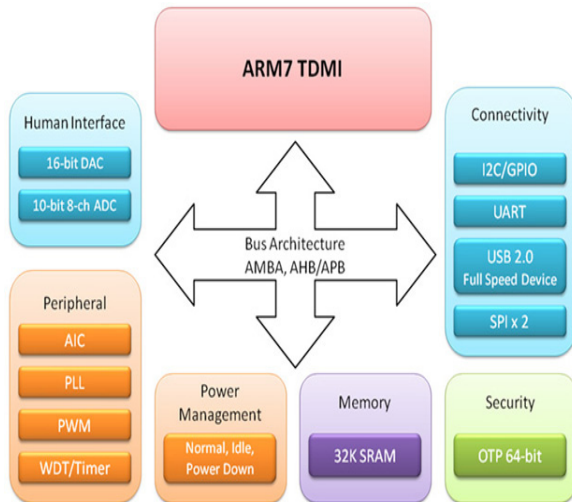 ARM7 TDMI
Human Interface
16-bit DAC
10-bit 8-ch ADC
Connectivity
I2C/GPIO
UART
USB 2.0
Full Speed Device
SPI x 2
Bus Architecture
AMBA, AHB/APB
Peripheral
AIC
PLL
PWM
WDT/Timer
Power
Management
Normal, Idle,
Power Down
Memory
32K SRAM
Security
OTP 64-bit